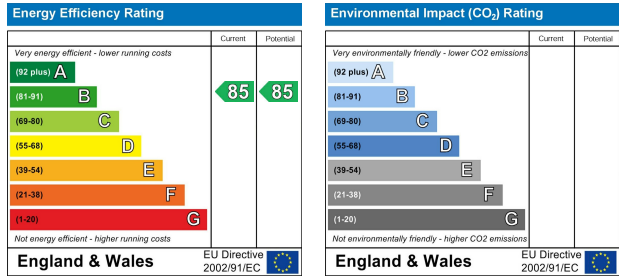 Energy Efficiency Rating
Current Potential
Very energy efficient - lower running costs
(92 plus) A
(81-91) B 85 85
(69-80) C
(55-68) D
(39-54) E
(21-38) F
(1-20) G
Not energy efficient - higher running costs
England & Wales
EU Directive
2002/91/EC
Environmental Impact (CO₂) Rating
Current Potential
Very environmentally friendly - lower CO2 emissions
(92 plus) A
(81-91) B
(69-80) C
(55-68) D
(39-54) E
(21-38) F
(1-20) G
Not environmentally friendly - higher CO2 emissions
England & Wales
EU Directive
2002/91/EC